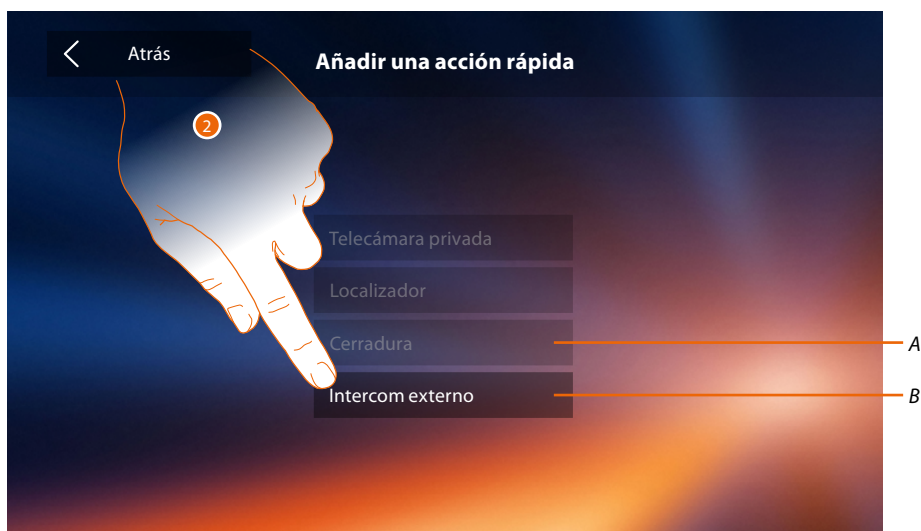 Atrás
Añadir una acción rápida
2
Telecámara privada
Localizador
Cerradura
A
Intercom externo
B